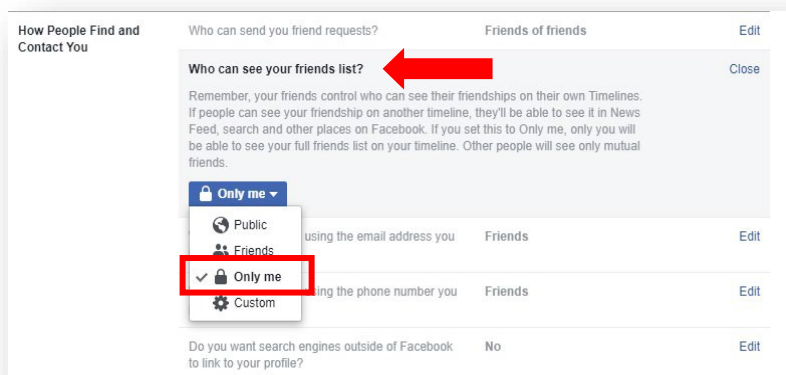 How People Find and
Contact You
Who can send you friend requests?
Friends of friends
Edit
Who can see your friends list?
Close
Remember, your friends control who can see their friendships on their own Timelines.
If people can see your friendship on another timeline, they'll be able to see it in News
Feed, search and other places on Facebook. If you set this to Only me, only you will
be able to see your full friends list on your timeline. Other people will see only mutual
friends.
Only me
Public
Friends
Only me
Custom
using the email address you
Friends
Edit
using the phone number you
Friends
Edit
Do you want search engines outside of Facebook
to link to your profile?
No
Edit